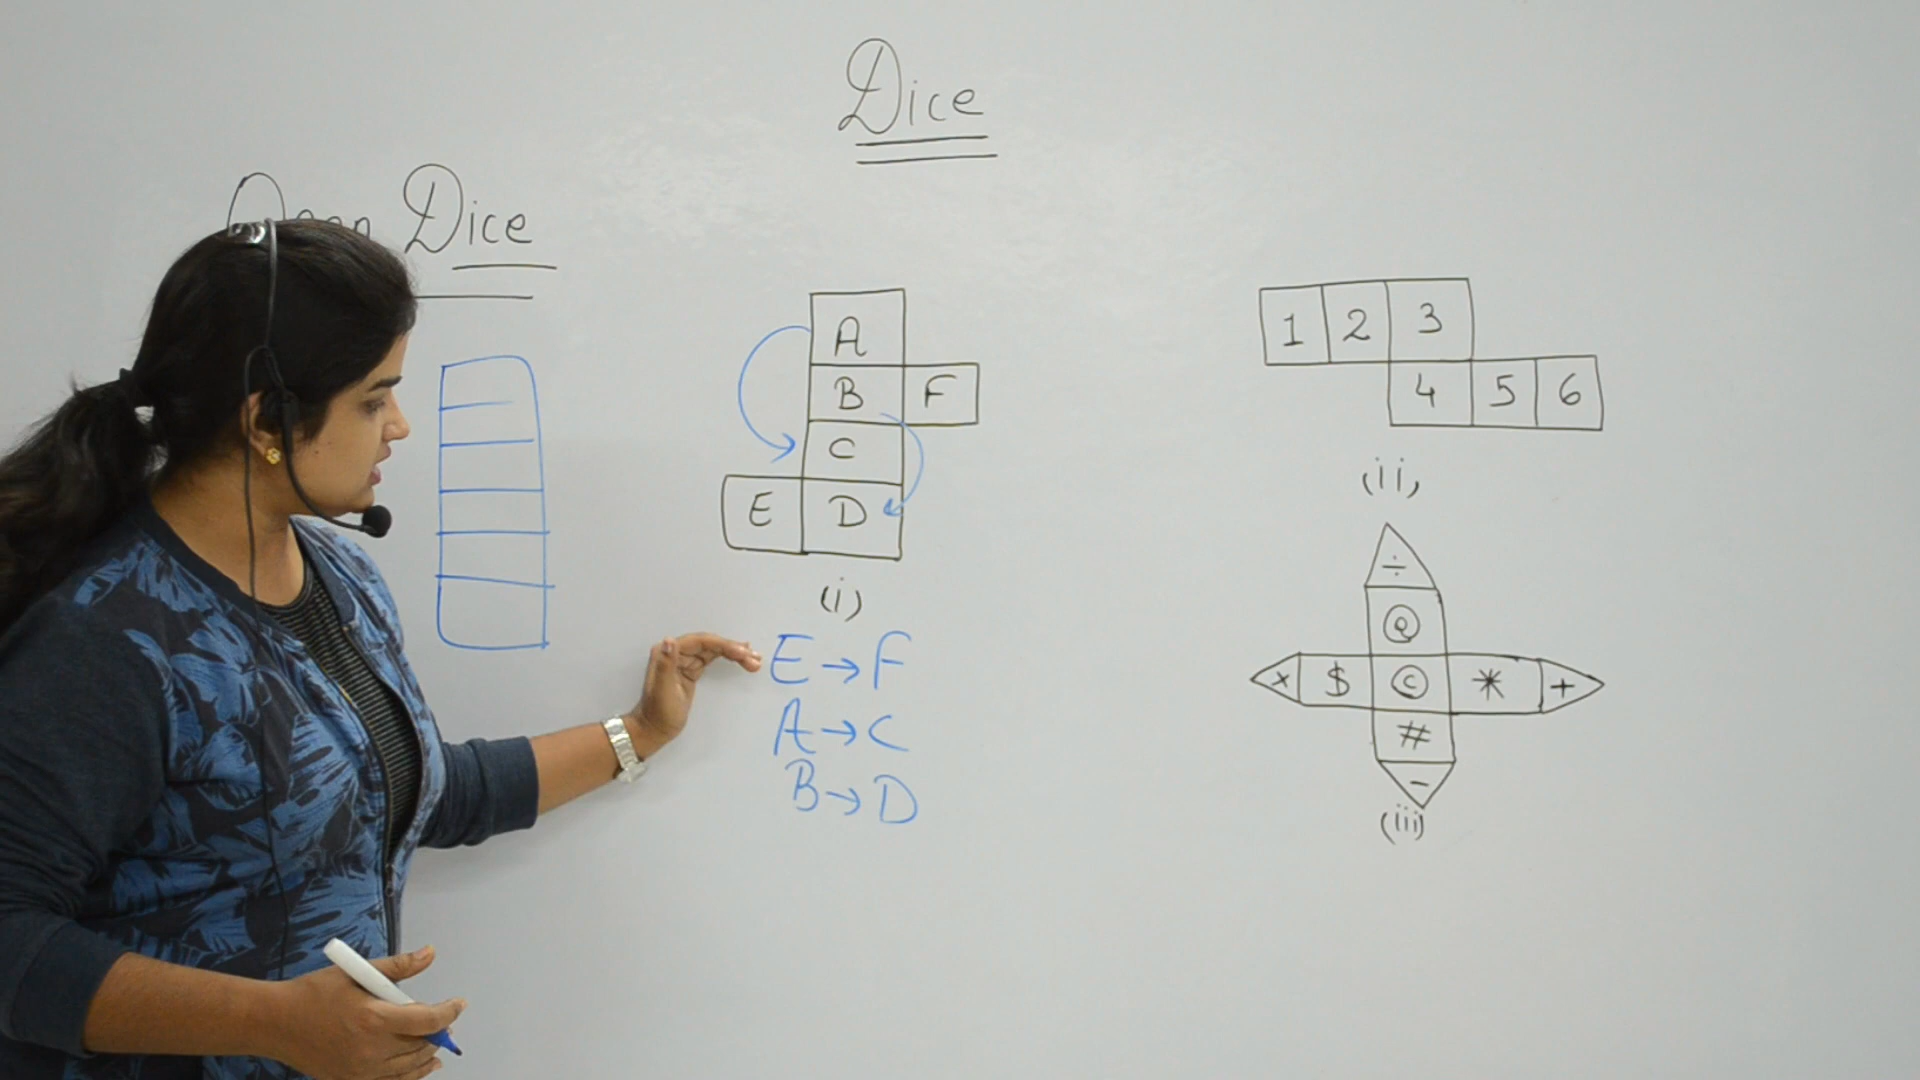 Dice
Dice
A
B F
C
E D
(i)
E → F
A → C
B → D
1 2 3
4 5 6
(ii)
÷
Q
× $ C * +
#
-
(iii)